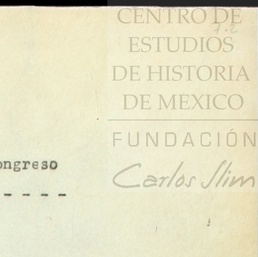 CENTRO DE
ESTUDIOS
DE HISTORIA
DE MEXICO
FUNDACIÓN
Carlos Slim
ongreso
- - - - -